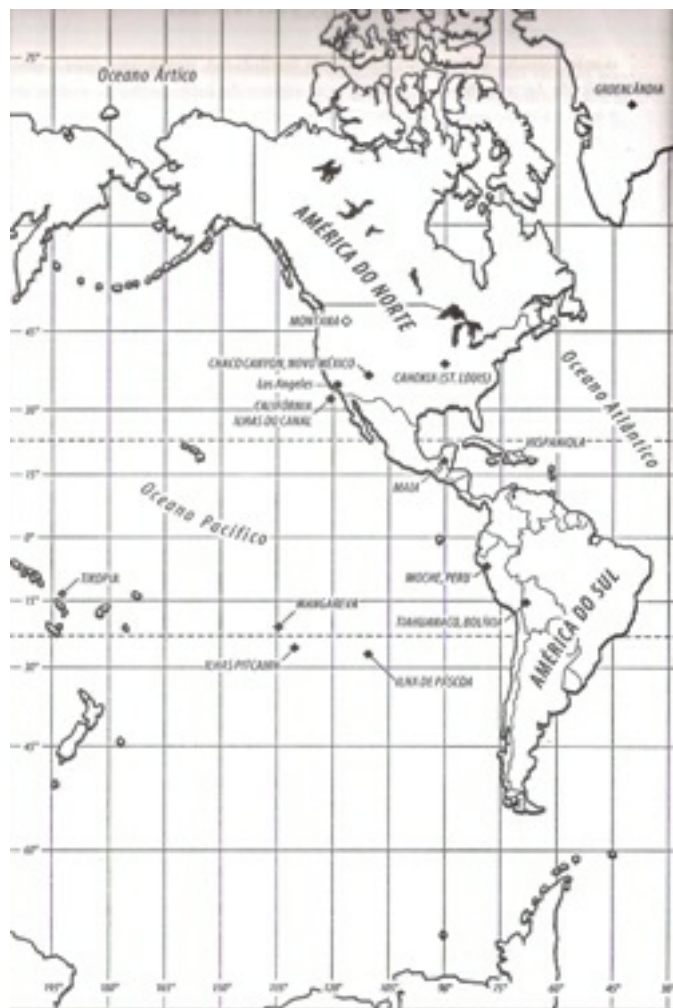 75°
Oceano Ártico
GROENLÂNDIA
AMÉRICA DO NORTE
45°
MONTANA
CHACO CANYON, NOVO MÉXICO
CAHOKIA (ST. LOUIS)
Los Angeles
CALIFÓRNIA
ILHAS DO CANAL
30°
Oceano Atlântico
HISPANIOLA
15°
MAIA
Oceano Pacífico
0°
TIKOPIA
MOCHE, PERU
15°
MANGAREVA
TIAHUANACO, BOLÍVIA
AMÉRICA DO SUL
ILHAS PITCAIRN
30°
ILHA DE PÁSCOA
45°
60°
195° 180° 165° 120° 105° 90° 75° 60° 45° 30°